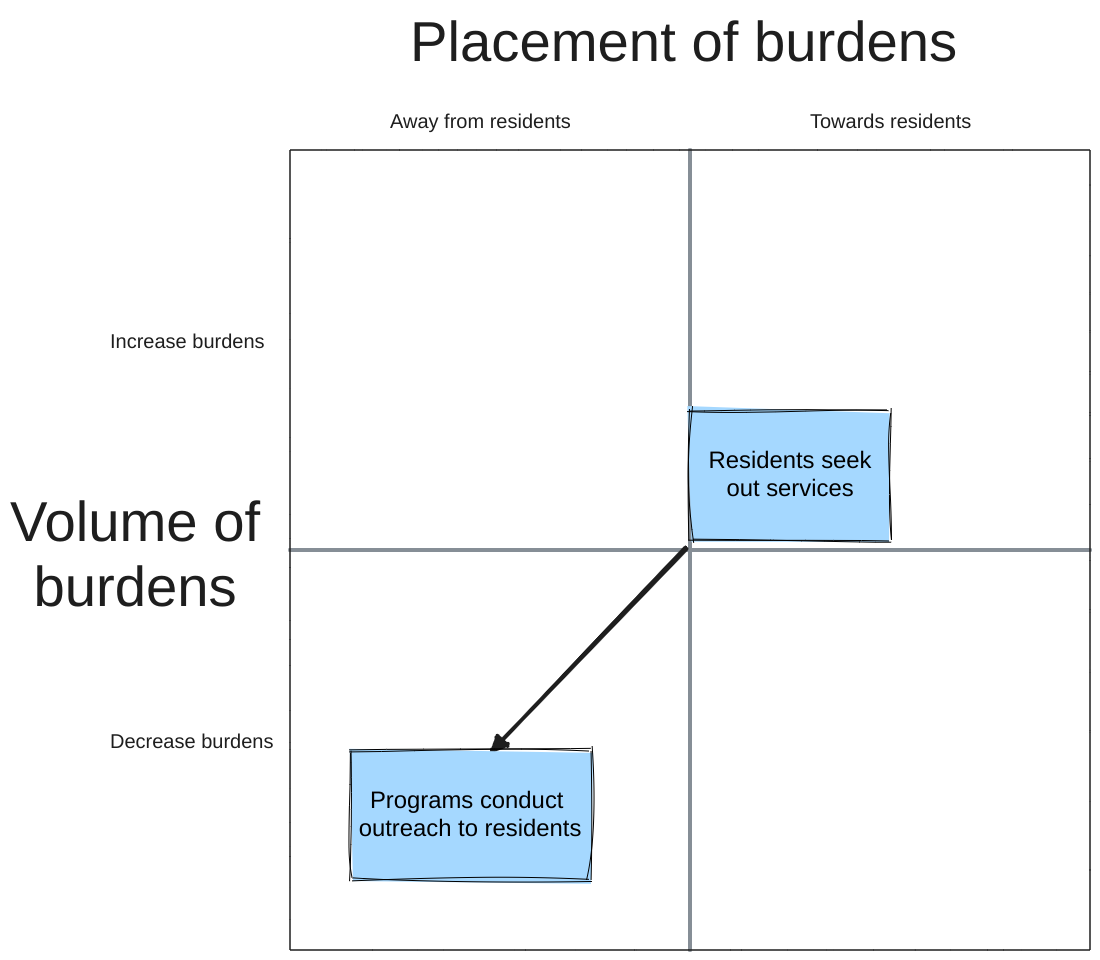 Placement of burdens
Away from residents
Towards residents
Increase burdens
Residents seek
out services
Volume of
burdens
Decrease burdens
Programs conduct
outreach to residents